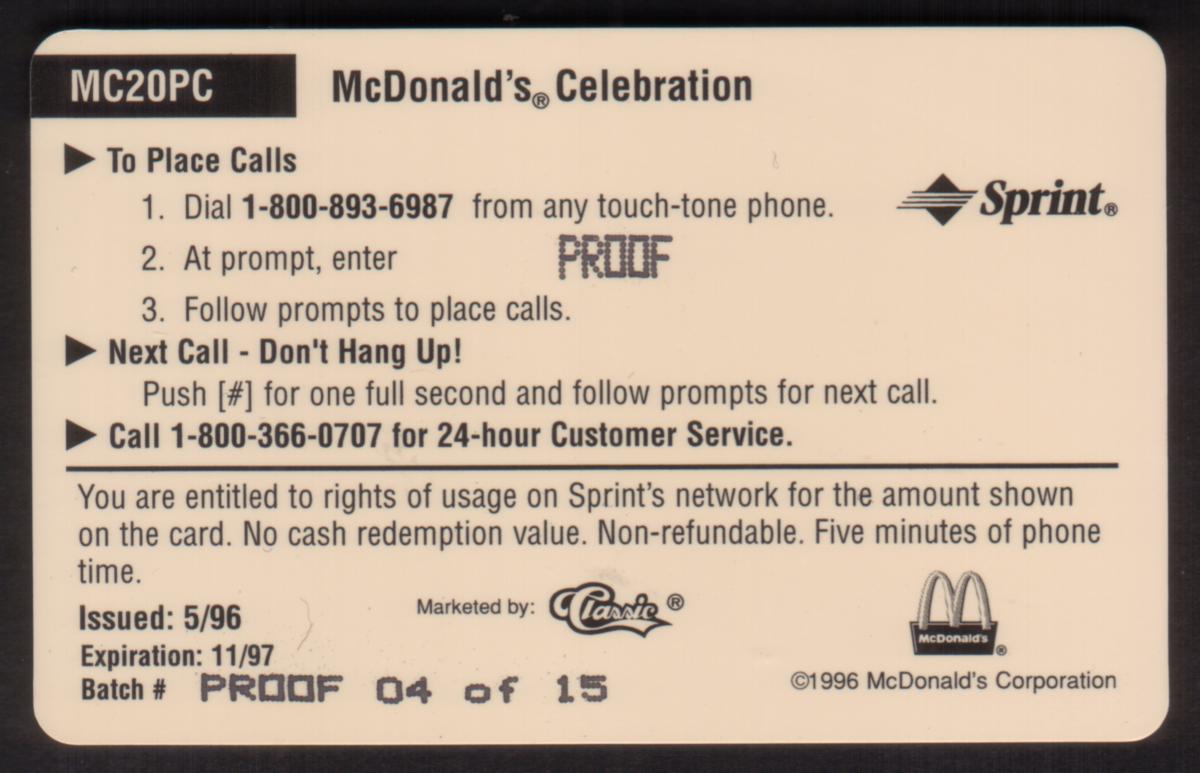 MC20PC McDonald's® Celebration
▶ To Place Calls
1. Dial 1-800-893-6987 from any touch-tone phone.
Sprint®
2. At prompt, enter PROOF
3. Follow prompts to place calls.
▶ Next Call - Don't Hang Up!
Push [#] for one full second and follow prompts for next call.
▶ Call 1-800-366-0707 for 24-hour Customer Service.
You are entitled to rights of usage on Sprint's network for the amount shown
on the card. No cash redemption value. Non-refundable. Five minutes of phone
time.
Issued: 5/96
Marketed by: Classic®
McDonald's®
Expiration: 11/97
Batch # PROOF 04 of 15
©1996 McDonald's Corporation